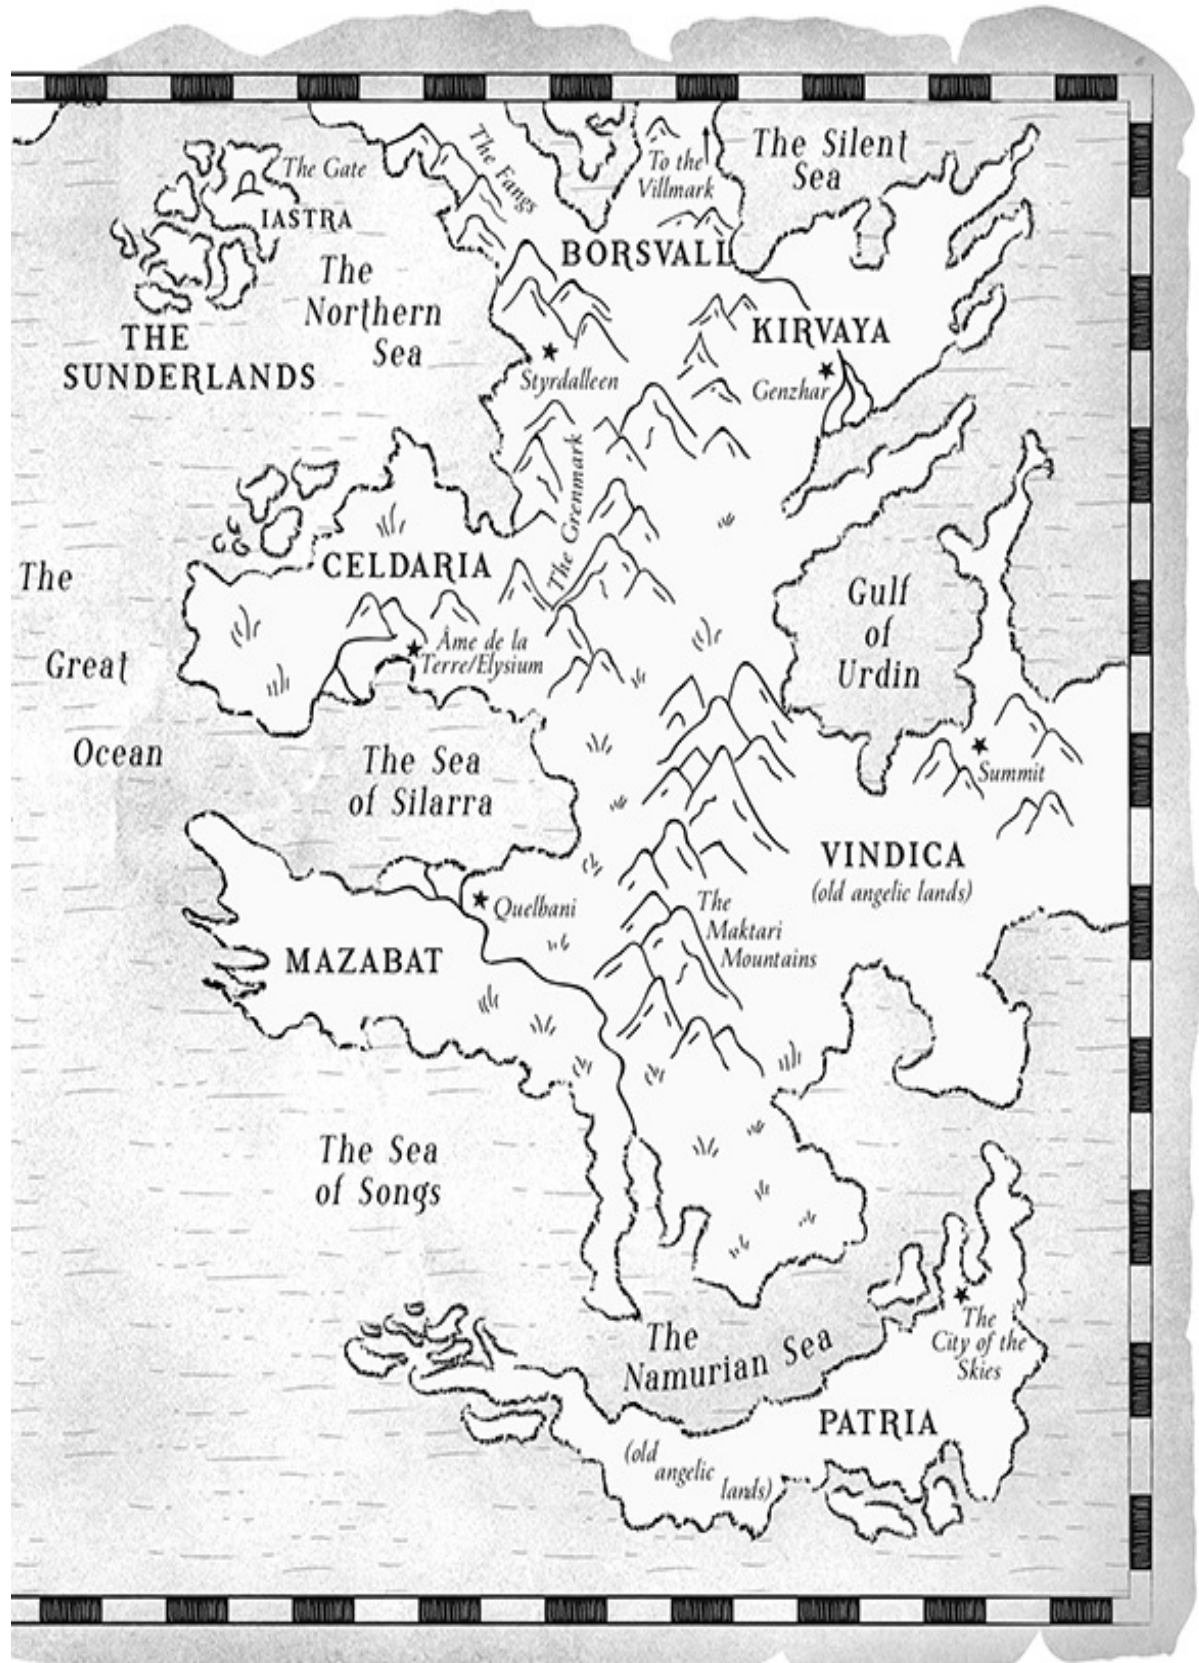 The Silent
Sea
The Fangs
To the
Villmark
The Gate
IASTRA
BORSVALL
The
Northern
Sea
THE
SUNDERLANDS
KIRVAYA
Styrdalleen
Genzhar
The Grenmark
CELDARIA
The
Great
Ocean
Gulf
of
Urdin
Âme de la
Terre/Elysium
The Sea
of Silarra
Summit
VINDICA
(old angelic lands)
Quelbani
The
Maktari
Mountains
MAZABAT
The Sea
of Songs
The
Namurian Sea
The
City of the
Skies
PATRIA
(old
angelic
lands)